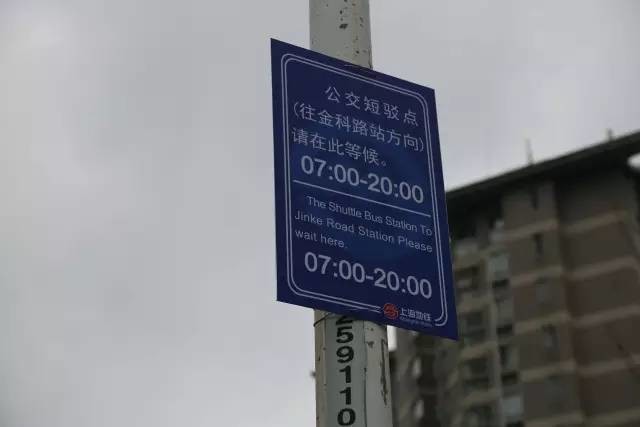 公交短驳点
(往金科路站方向)
请在此等候。
07:00-20:00
The Shuttle Bus Station To
Jinke Road Station Please
wait here.
07:00-20:00
上海地铁
Shanghai Metro
259110